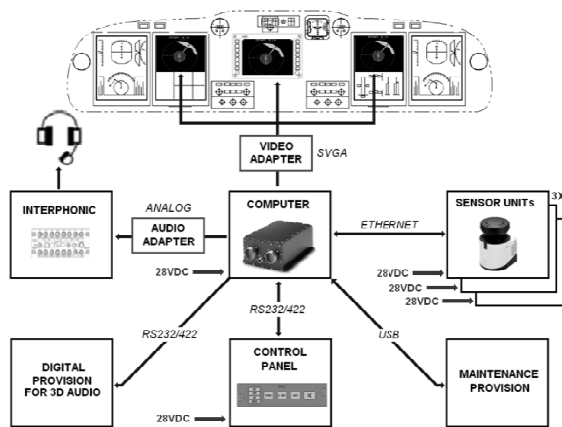 VIDEO
ADAPTER
SVGA
INTERPHONIC
ANALOG
AUDIO
ADAPTER
COMPUTER
ETHERNET
SENSOR UNITs
3X
28VDC
28VDC
28VDC
28VDC
RS232/422
RS232/422
USB
DIGITAL
PROVISION
FOR 3D AUDIO
CONTROL
PANEL
28VDC
MAINTENANCE
PROVISION